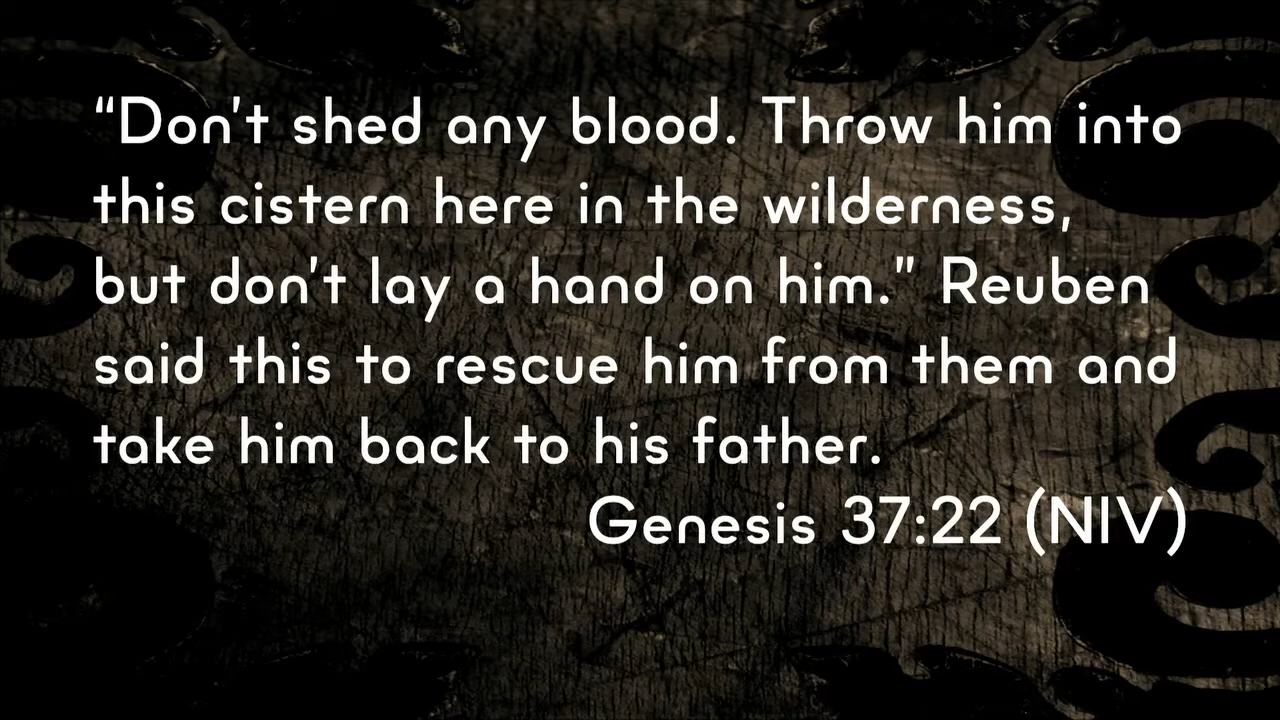 “Don't shed any blood. Throw him into
this cistern here in the wilderness,
but don't lay a hand on him.” Reuben
said this to rescue him from them and
take him back to his father.
Genesis 37:22 (NIV)